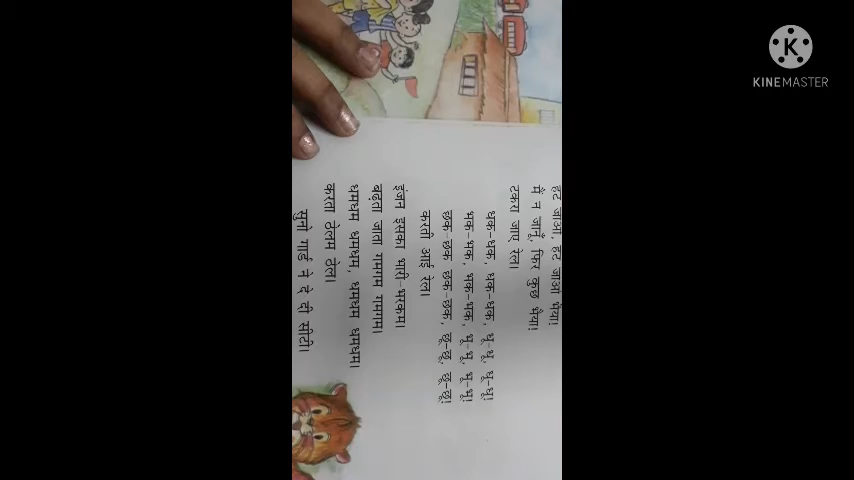 हट जाओ, हट जाओ भैया!
मैं न जानूँ, फिर कुछ भैया!
टकरा जाए रेल।
धक-धक, धक-धक, धू-धू, धू-धू!
भक-भक, भक-भक, भू-भू, भू-भू!
छक-छक छक-छक, छू-छू, छू-छू!
करती आई रेल।
इंजन इसका भारी-भरकम।
बढ़ता जाता गमगम गमगम।
धमधम धमधम, धमधम धमधम।
करता ठेलम ठेल।
सुनो गार्ड ने दे दी सीटी।
KINEMASTER